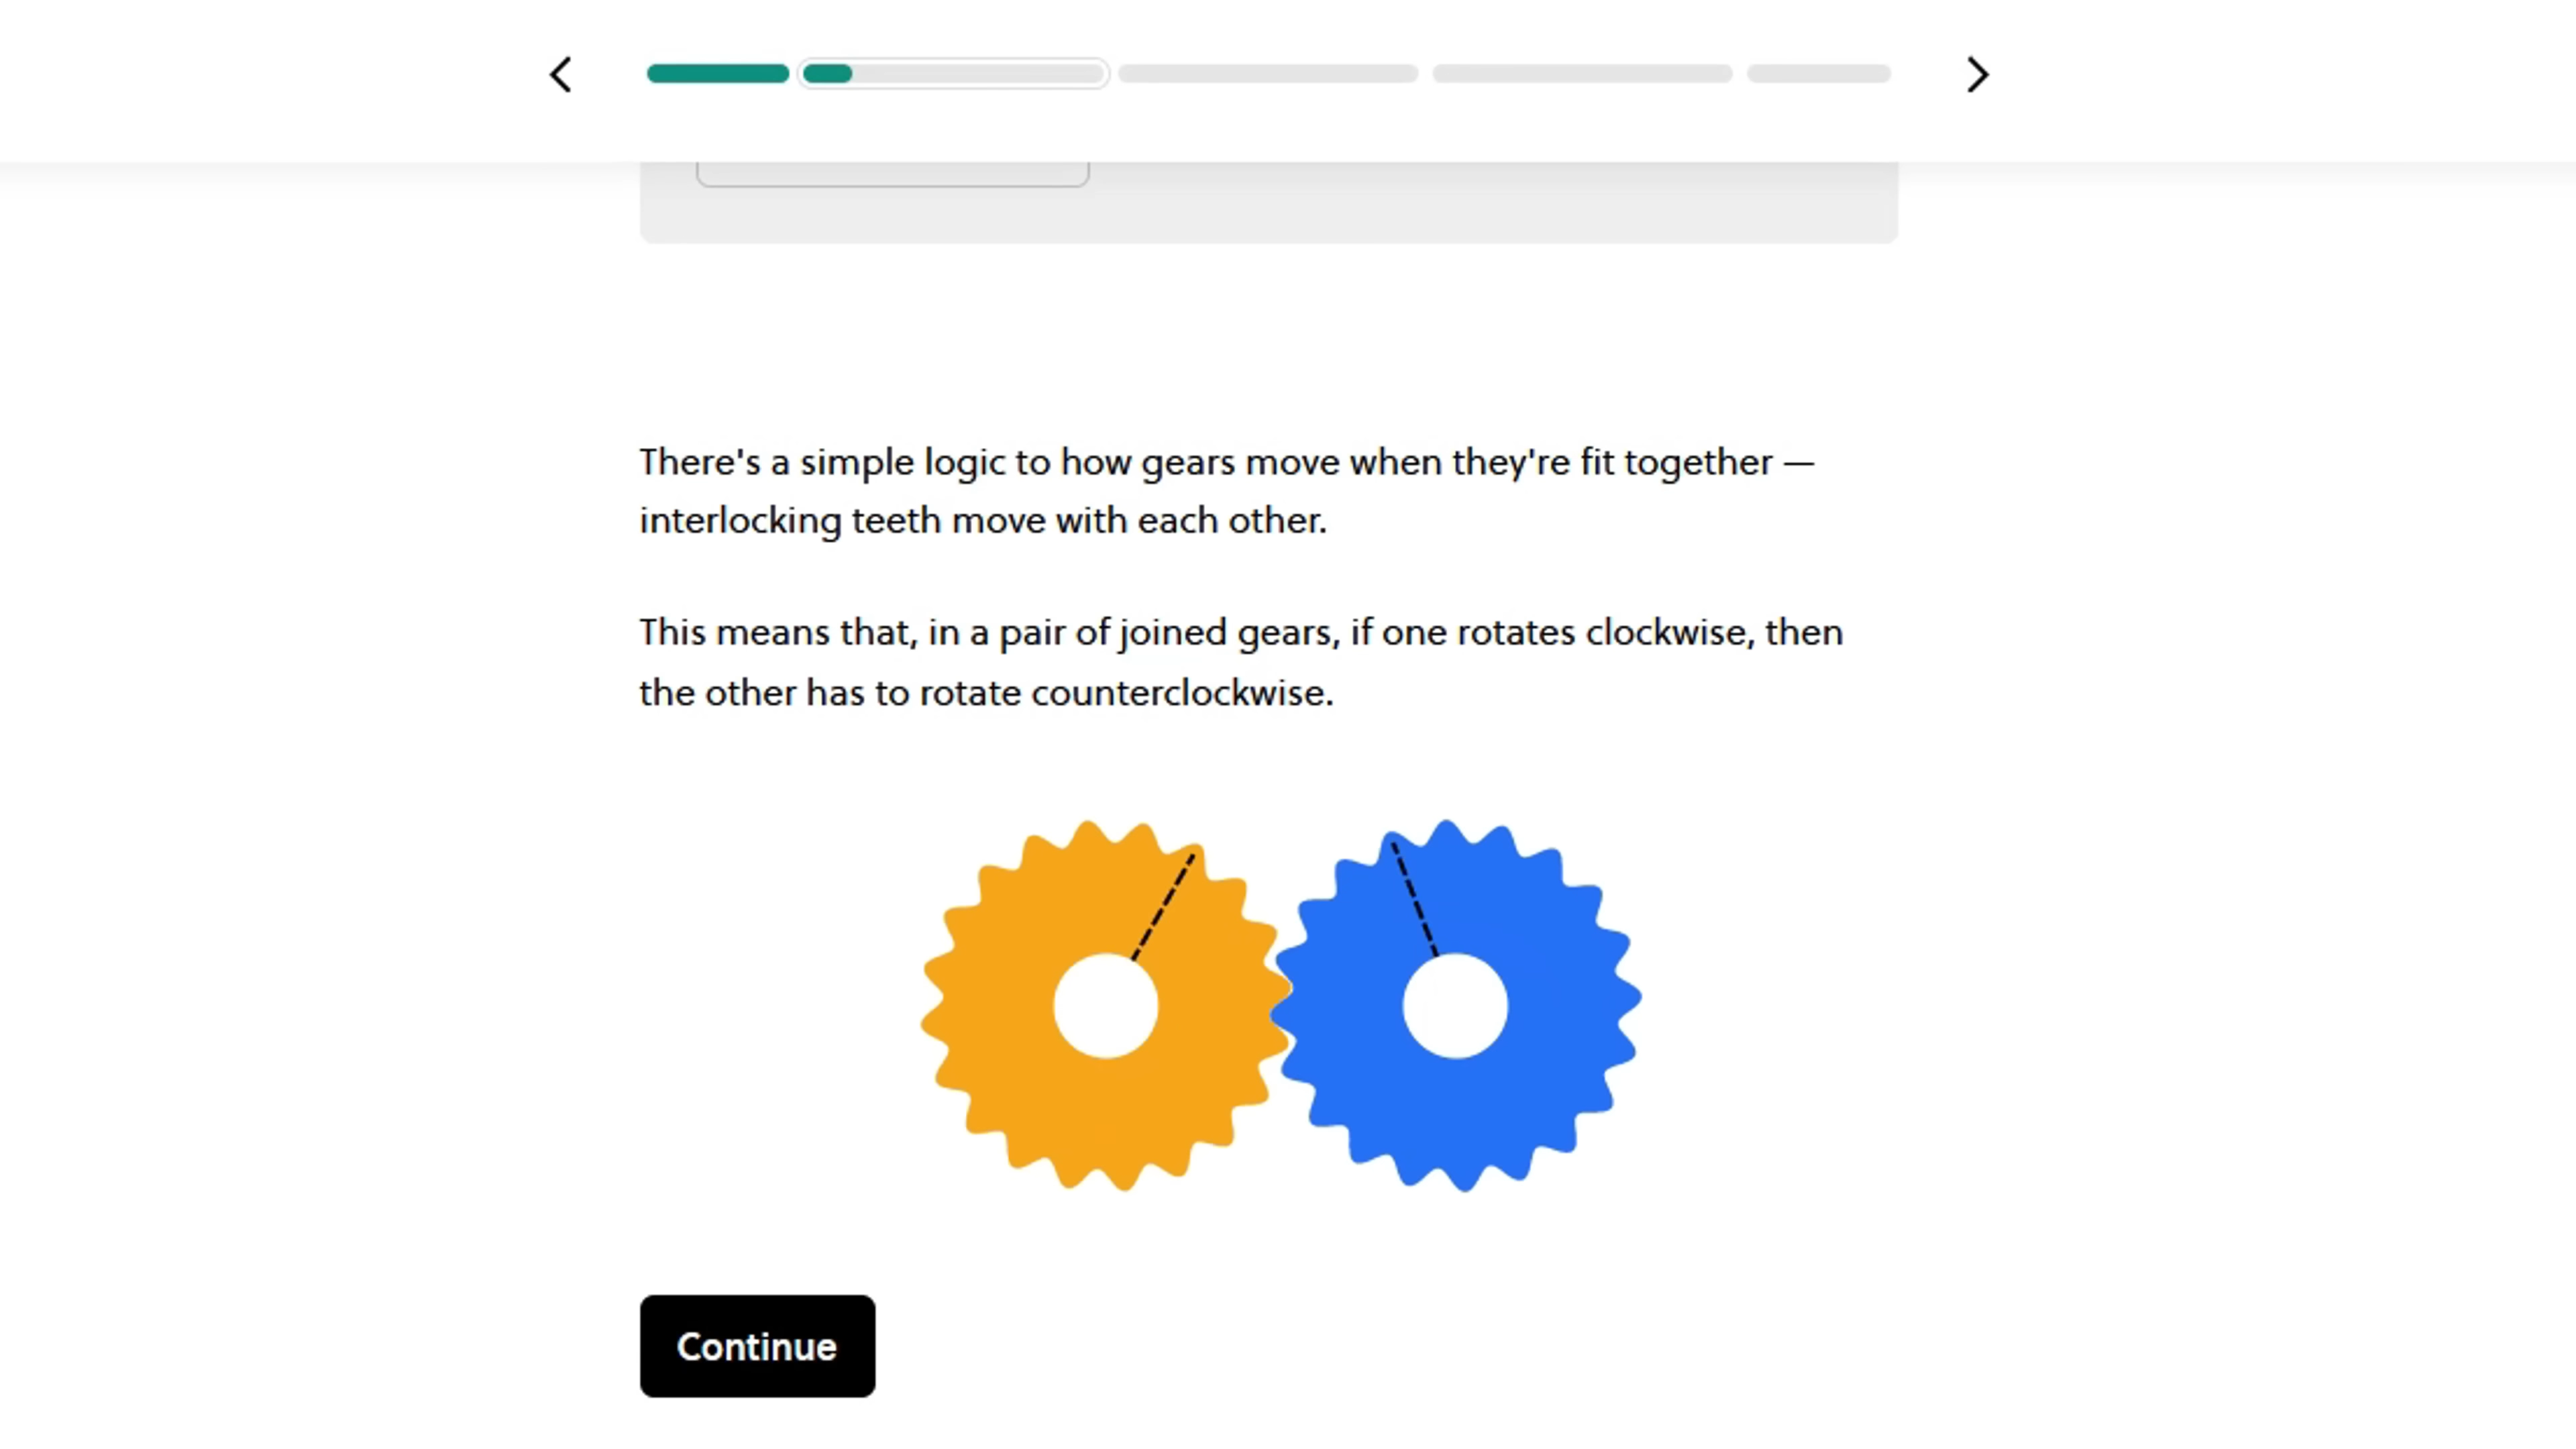 There's a simple logic to how gears move when they're fit together —
interlocking teeth move with each other.
This means that, in a pair of joined gears, if one rotates clockwise, then
the other has to rotate counterclockwise.
Continue